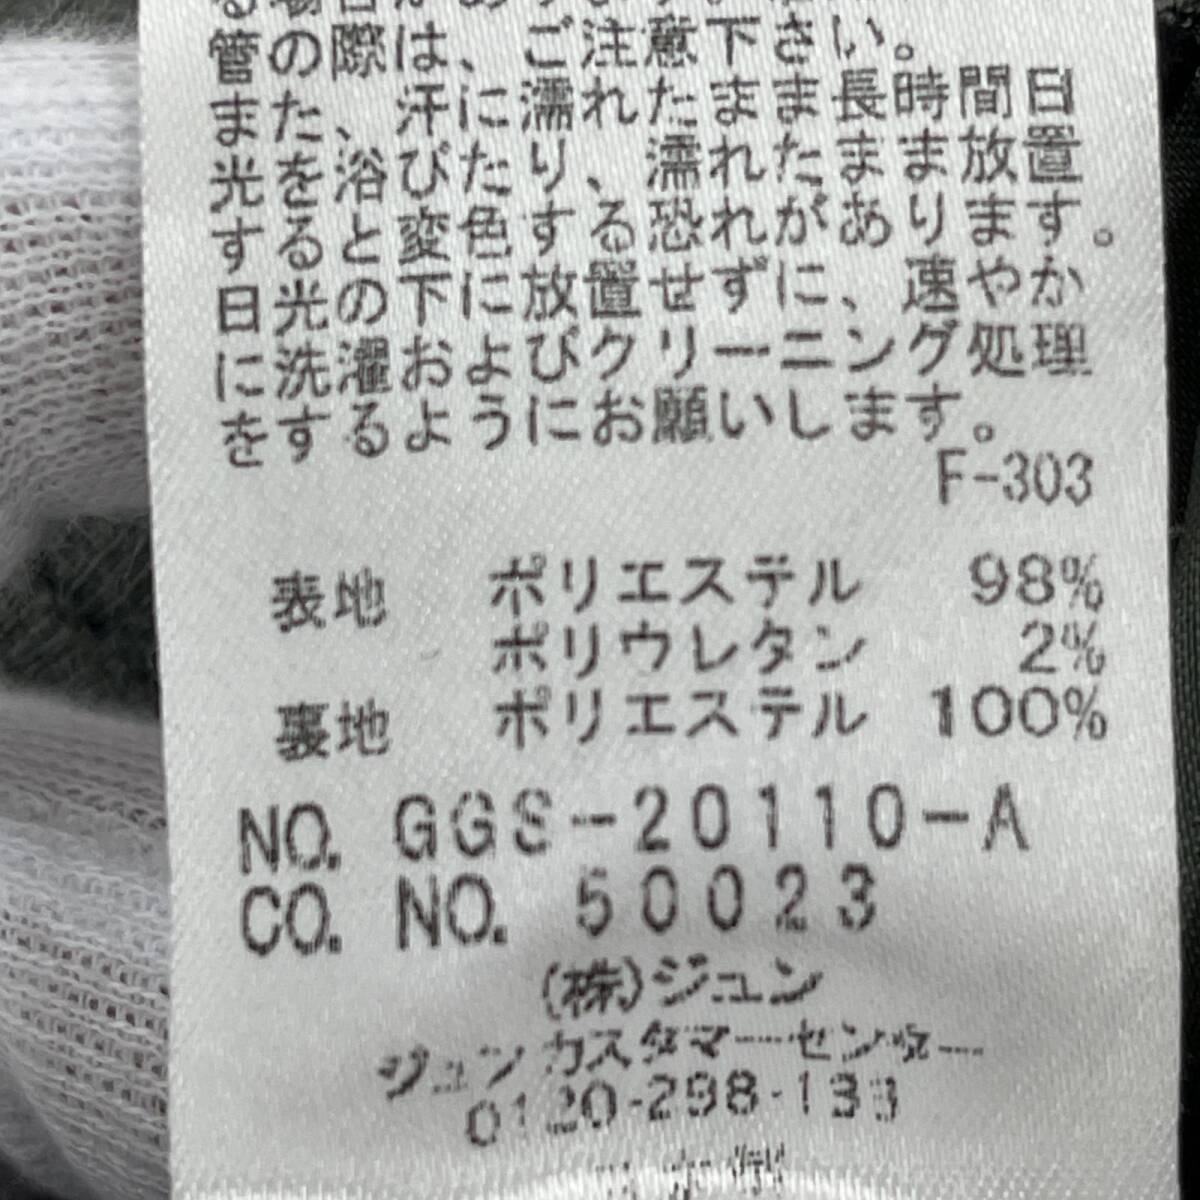 管の際は、ご注意下さい。
また、汗に濡れたまま長時間日
光を浴びたり、濡れたまま放置
すると変色する恐れがあります。
日光の下に放置せずに、速やか
に洗濯およびクリーニング処理
をするようにお願いします。
F-303
表地 ポリエステル 98%
ポリウレタン 2%
裏地 ポリエステル 100%
NO. GGS-20110-A
CO. NO. 50023
(株)ジュン
ジュンカスタマーセンター
0120-298-133